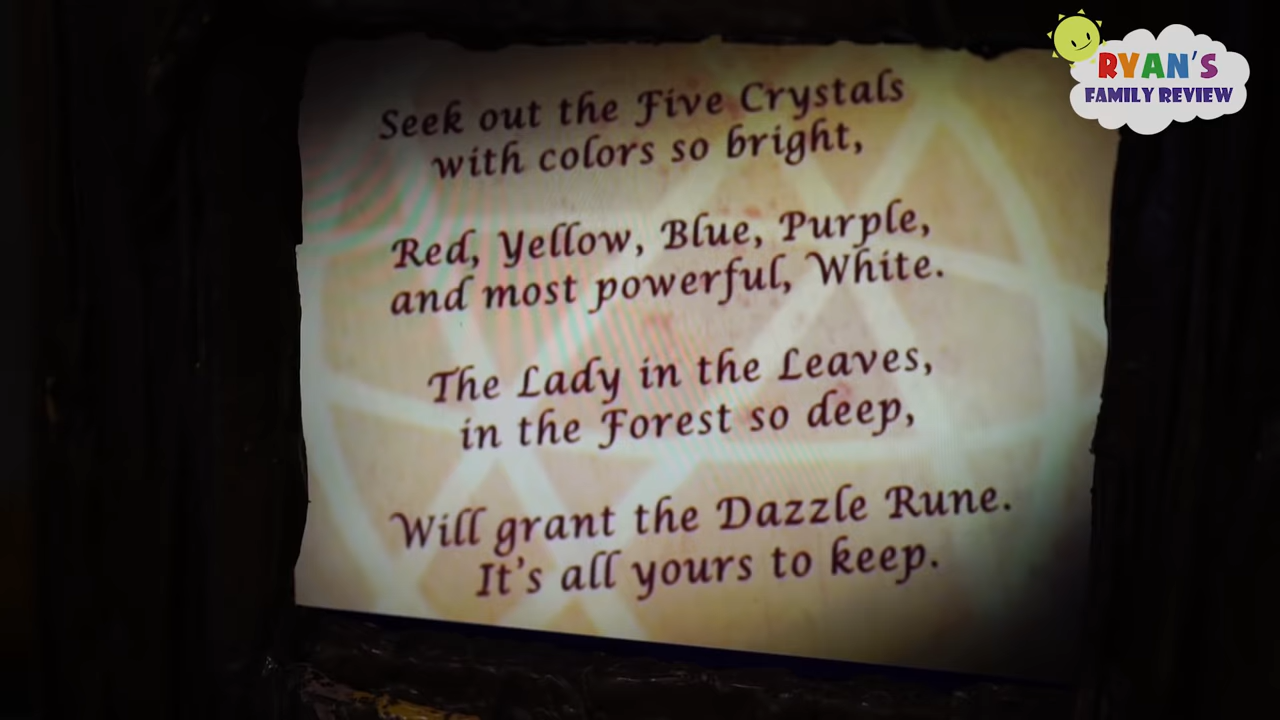 Seek out the Five Crystals
with colors so bright,
Red, Yellow, Blue, Purple,
and most powerful, White.
The Lady in the Leaves,
in the Forest so deep,
Will grant the Dazzle Rune.
It's all yours to keep.
RYAN'S
FAMILY REVIEW